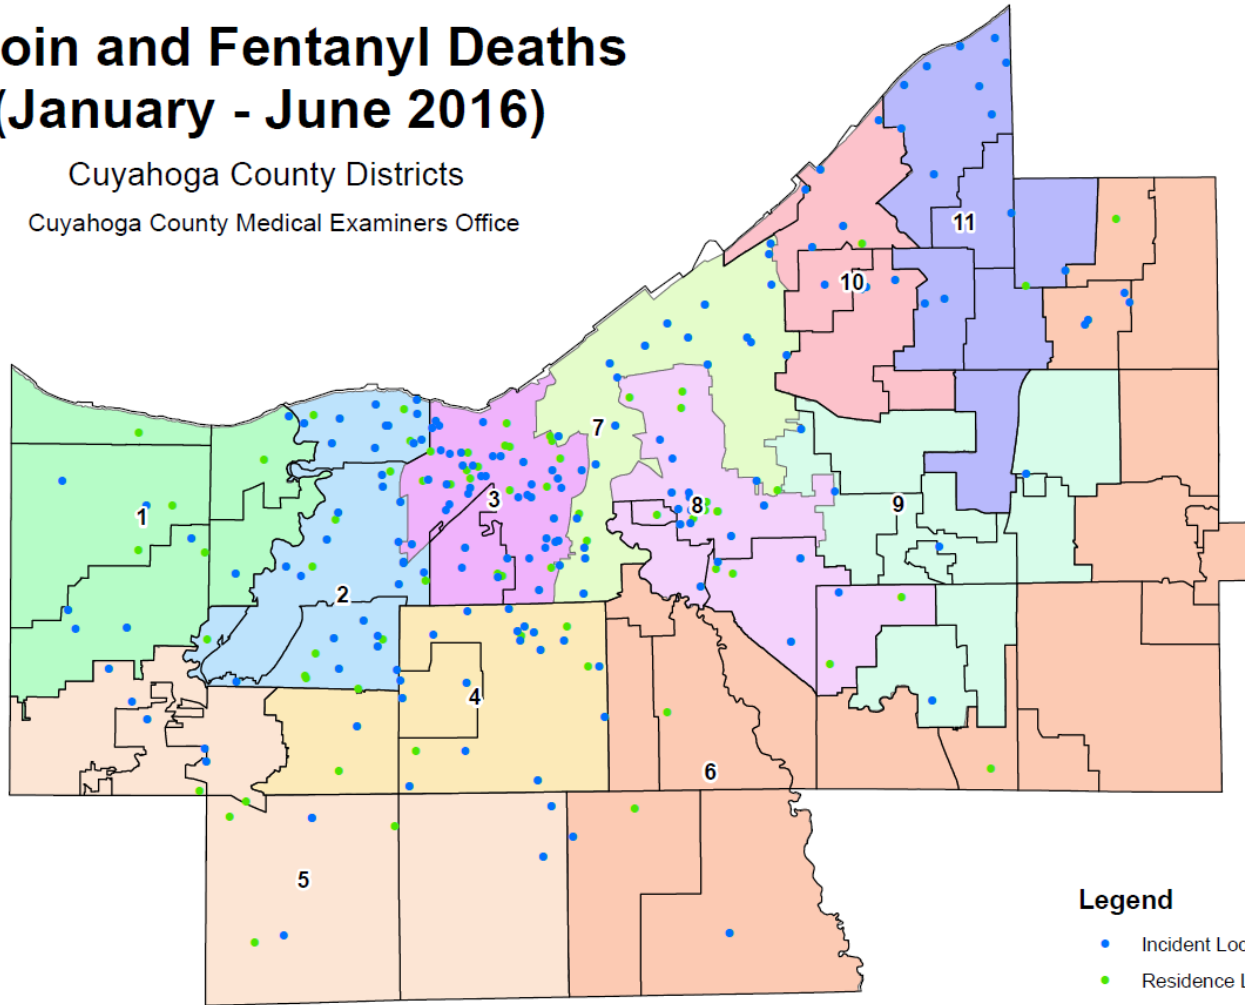 oin and Fentanyl Deaths
(January - June 2016)
Cuyahoga County Districts
Cuyahoga County Medical Examiners Office
11
10
7
1
3
8
9
2
4
6
5
Legend
Incident Loc
Residence L